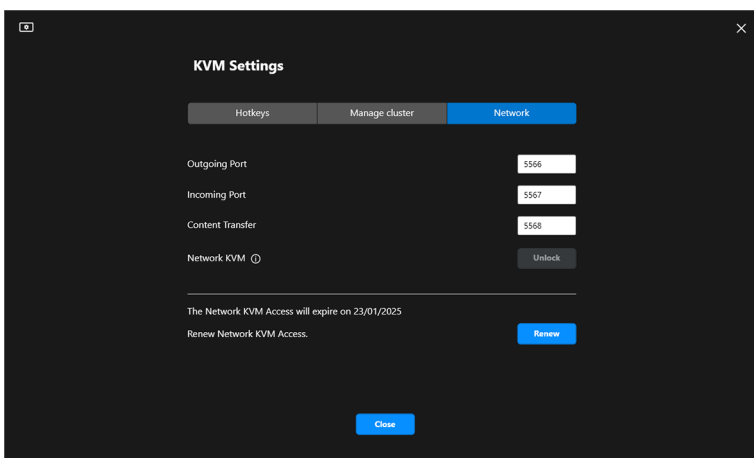 KVM Settings
Hotkeys
Manage cluster
Network
Outgoing Port
5566
Incoming Port
5567
Content Transfer
5568
Network KVM
Unlock
The Network KVM Access will expire on 23/01/2025
Renew Network KVM Access.
Renew
Close